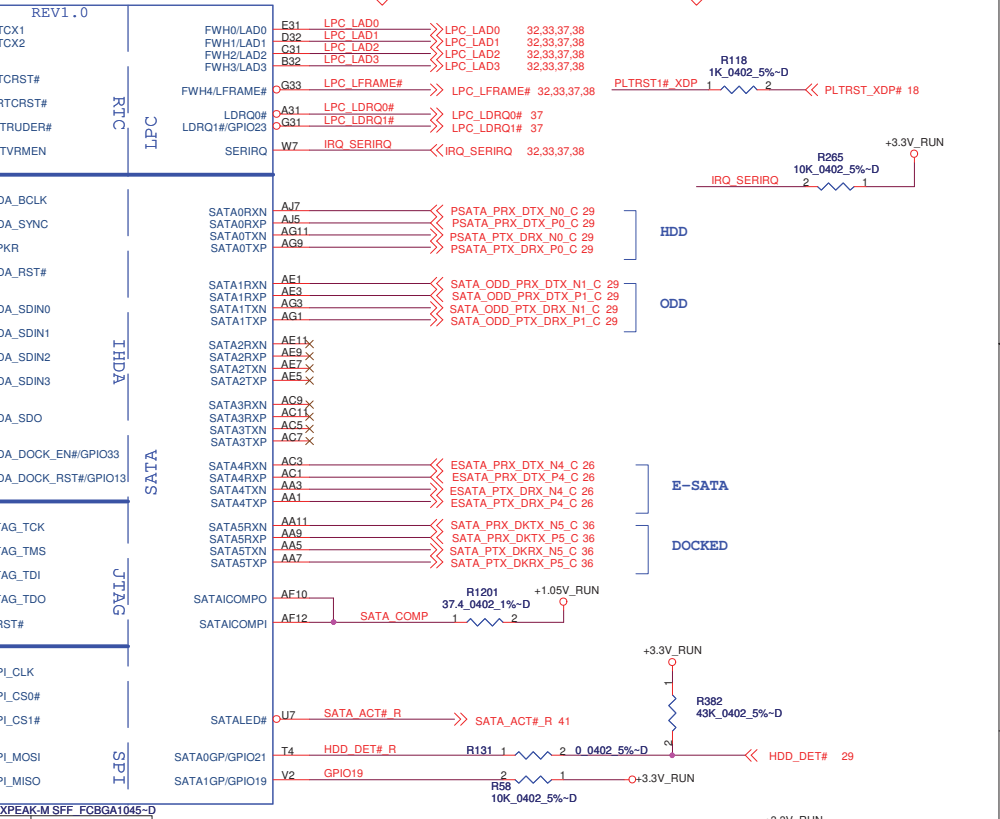 REV1.0
TCX1
TCX2
TCRST#
RTCRST#
TRUDER#
TVRMEN
RTC
LPC
FWH0/LAD0 E31 LPC_LAD0 LPC_LAD0 32,33,37,38
FWH1/LAD1 D32 LPC_LAD1 LPC_LAD1 32,33,37,38
FWH2/LAD2 C31 LPC_LAD2 LPC_LAD2 32,33,37,38
FWH3/LAD3 B32 LPC_LAD3 LPC_LAD3 32,33,37,38
FWH4/LFRAME# G33 LPC_LFRAME# LPC_LFRAME# 32,33,37,38
LDRQ0# A31 LPC_LDRQ0# LPC_LDRQ0# 37
LDRQ1#/GPIO23 G31 LPC_LDRQ1# LPC_LDRQ1# 37
SERIRQ W7 IRQ_SERIRQ IRQ_SERIRQ 32,33,37,38
R118
1K_0402_5%~D
PLTRST1#_XDP 1 2 PLTRST_XDP# 18
+3.3V_RUN
R265
10K_0402_5%~D
IRQ_SERIRQ 2 1
DA_BCLK
DA_SYNC
PKR
DA_RST#
DA_SDIN0
DA_SDIN1
DA_SDIN2
DA_SDIN3
DA_SDO
DA_DOCK_EN#/GPIO33
DA_DOCK_RST#/GPIO13
IHDA
SATA
SATA0RXN AJ7 PSATA_PRX_DTX_N0_C 29
SATA0RXP AJ5 PSATA_PRX_DTX_P0_C 29
SATA0TXN AG11 PSATA_PTX_DRX_N0_C 29
SATA0TXP AG9 PSATA_PTX_DRX_P0_C 29
HDD
SATA1RXN AE1 SATA_ODD_PRX_DTX_N1_C 29
SATA1RXP AE3 SATA_ODD_PRX_DTX_P1_C 29
SATA1TXN AG3 SATA_ODD_PTX_DRX_N1_C 29
SATA1TXP AG1 SATA_ODD_PTX_DRX_P1_C 29
ODD
SATA2RXN AE11
SATA2RXP AE9
SATA2TXN AE7
SATA2TXP AE5
SATA3RXN AC9
SATA3RXP AC11
SATA3TXN AC5
SATA3TXP AC7
SATA4RXN AC3 ESATA_PRX_DTX_N4_C 26
SATA4RXP AC1 ESATA_PRX_DTX_P4_C 26
SATA4TXN AA3 ESATA_PTX_DRX_N4_C 26
SATA4TXP AA1 ESATA_PTX_DRX_P4_C 26
E-SATA
SATA5RXN AA11 SATA_PRX_DKTX_N5_C 36
SATA5RXP AA9 SATA_PRX_DKTX_P5_C 36
SATA5TXN AA5 SATA_PTX_DKRX_N5_C 36
SATA5TXP AA7 SATA_PTX_DKRX_P5_C 36
DOCKED
TAG_TCK
TAG_TMS
TAG_TDI
TAG_TDO
RST#
JTAG
SATAICOMPO AF10
SATAICOMPI AF12 SATA_COMP 1 2
R1201
37.4_0402_1%~D
+1.05V_RUN
PI_CLK
PI_CS0#
PI_CS1#
PI_MOSI
PI_MISO
SPI
+3.3V_RUN
1
R382
43K_0402_5%~D
2
SATALED# U7 SATA_ACT#_R SATA_ACT#_R 41
SATA0GP/GPIO21 T4 HDD_DET#_R R131 1 2 0_0402_5%~D HDD_DET# 29
SATA1GP/GPIO19 V2 GPIO19 2 1 +3.3V_RUN
R58
10K_0402_5%~D
XPEAK-M SFF_FCBGA1045~D